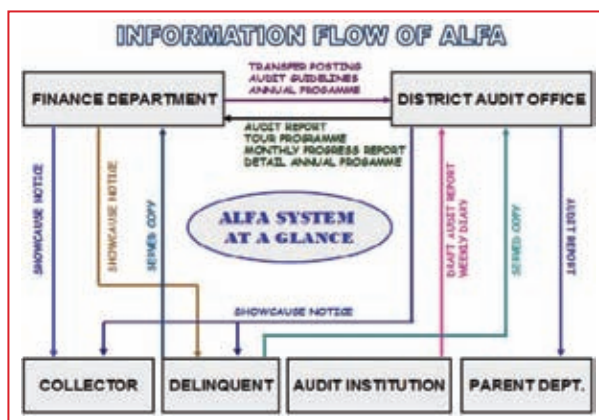 INFORMATION FLOW OF ALFA
TRANSFER POSTING
AUDIT GUIDELINES
ANNUAL PROGAMME
FINANCE DEPARTMENT
DISTRICT AUDIT OFFICE
AUDIT REPORT
TOUR PROGRAMME
MONTHLY PROGRESS REPORT
DETAIL ANNUAL PROGAMME
SHOWCAUSE NOTICE
SHOWCAUSE NOTICE
SERVED COPY
ALFA SYSTEM
AT A GLANCE
DRAFT AUDIT REPORT
WEEKLY DIARY
SERVED COPY
AUDIT REPORT
SHOWCAUSE NOTICE
COLLECTOR
DELINQUENT
AUDIT INSTITUTION
PARENT DEPT.